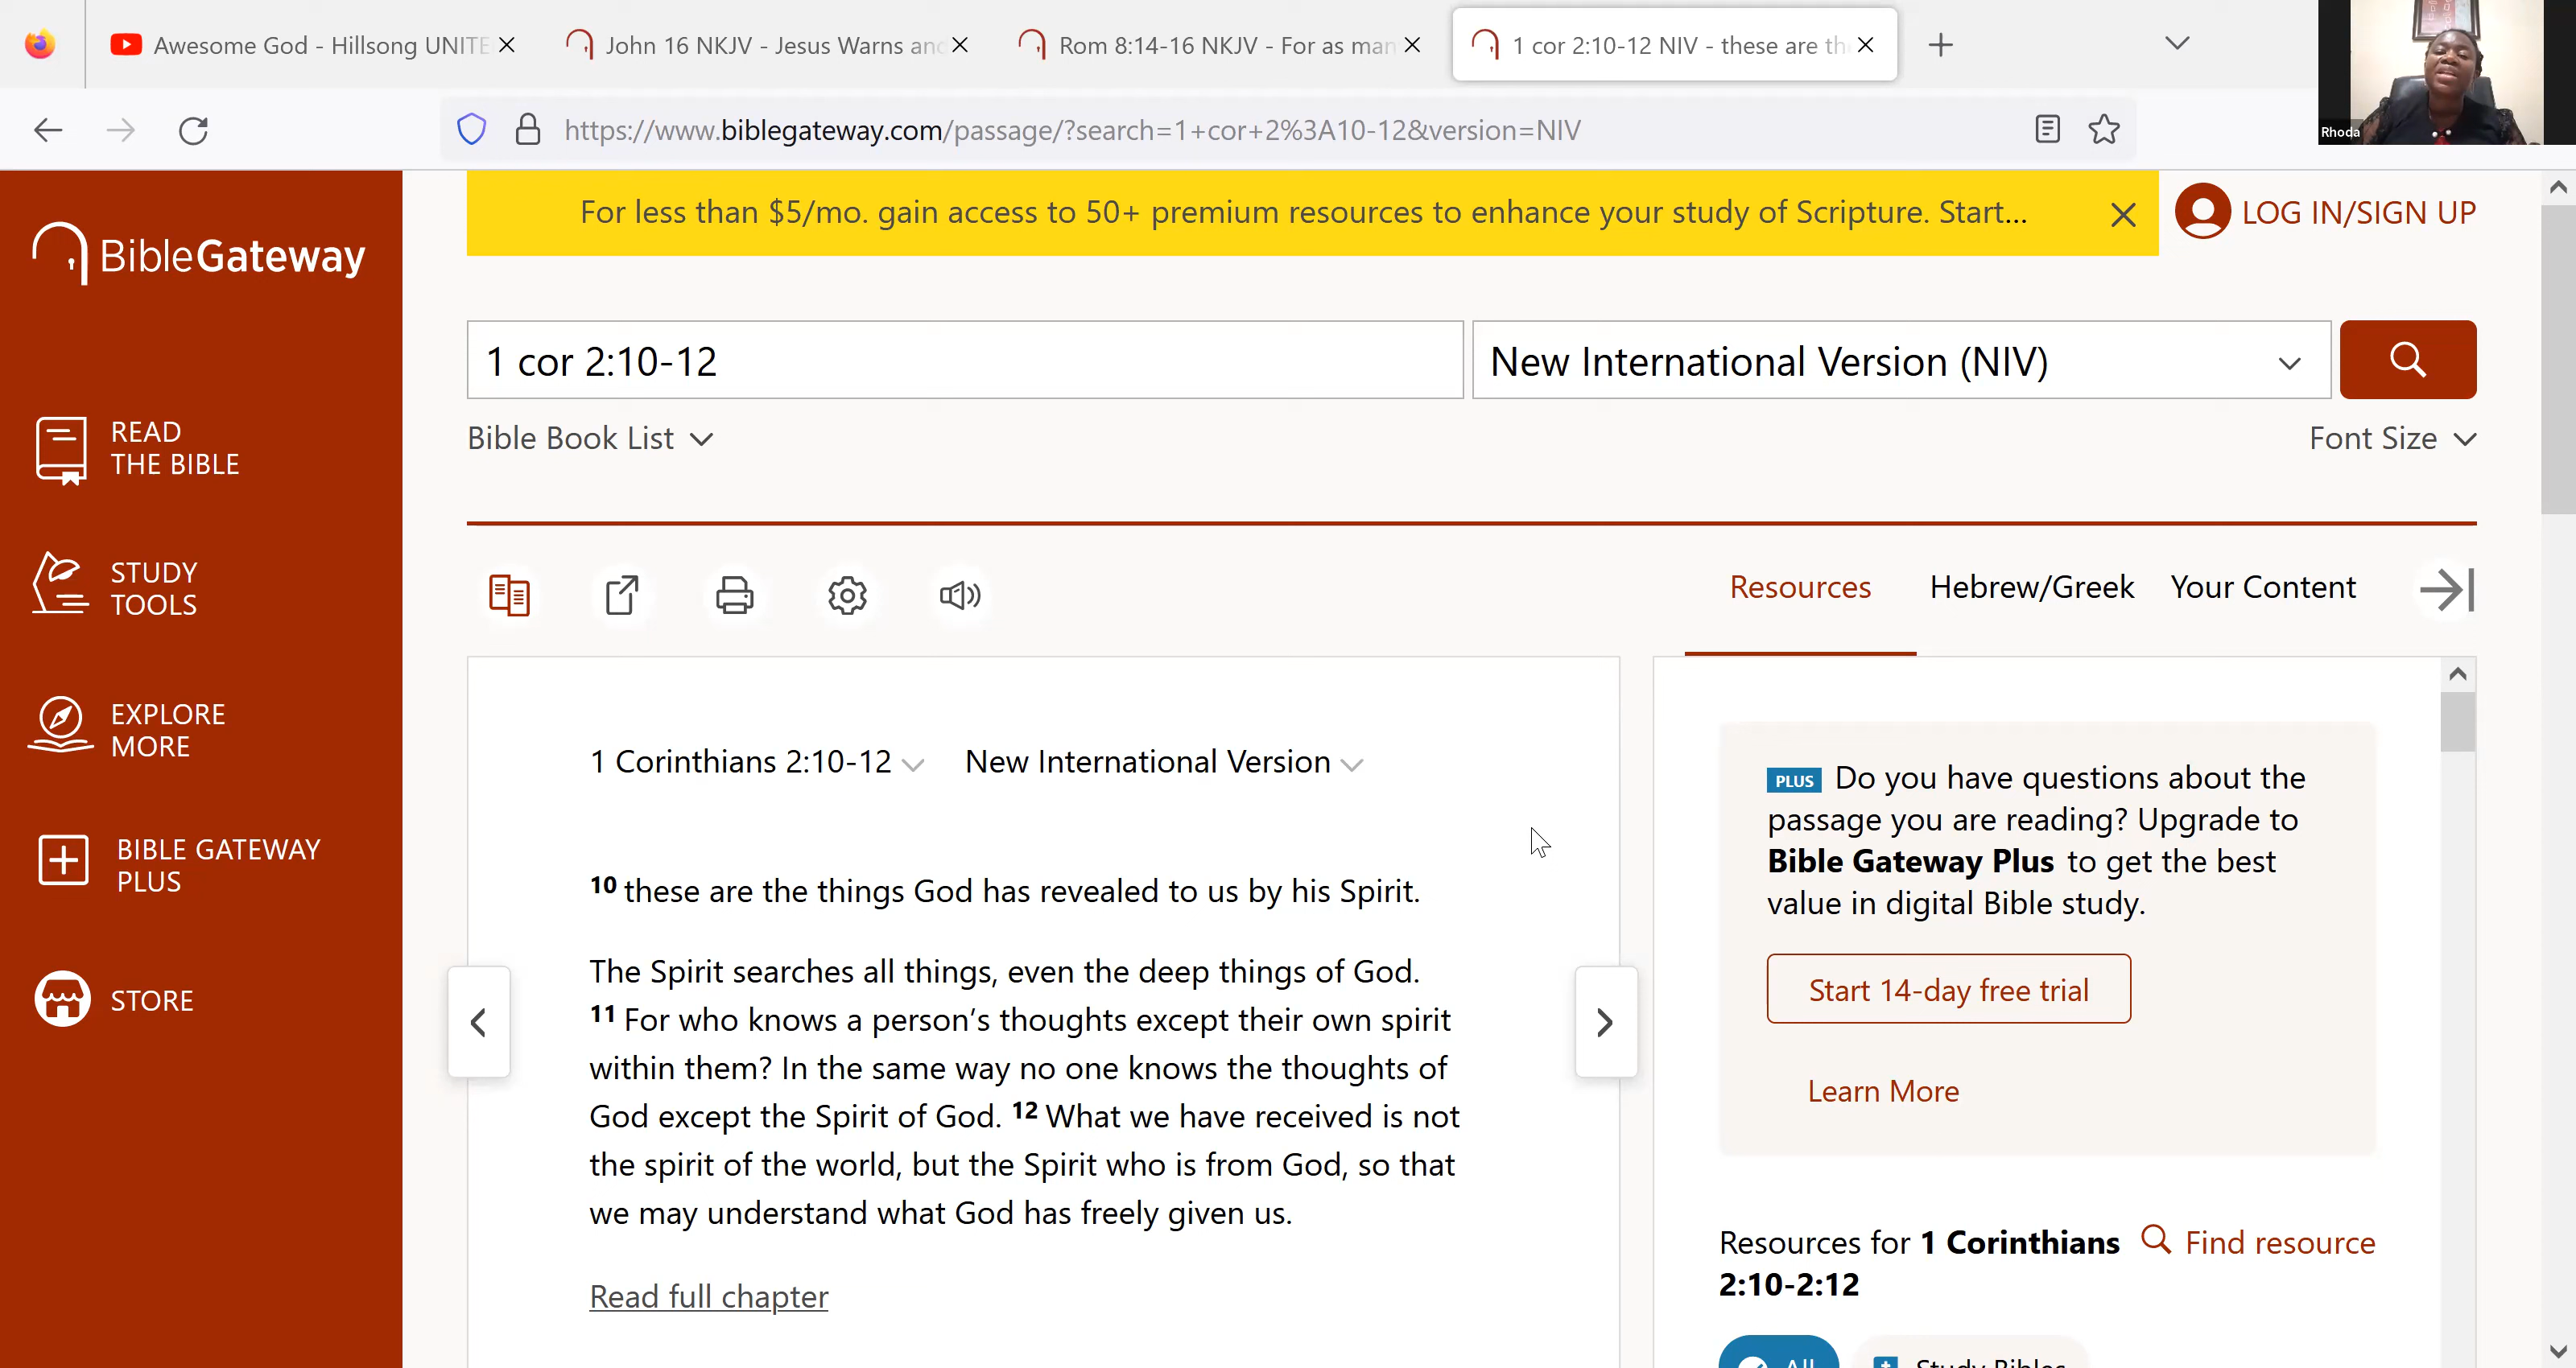 Awesome God - Hillsong UNITE
John 16 NKJV - Jesus Warns and
Rom 8:14-16 NKJV - For as man
1 cor 2:10-12 NIV - these are th
https://www.biblegateway.com/passage/?search=1+cor+2%3A10-12&version=NIV
Rhoda
For less than $5/mo. gain access to 50+ premium resources to enhance your study of Scripture. Start...
LOG IN/SIGN UP
BibleGateway
1 cor 2:10-12
New International Version (NIV)
Bible Book List
Font Size
READ
THE BIBLE
STUDY
TOOLS
EXPLORE
MORE
BIBLE GATEWAY
PLUS
STORE
Resources
Hebrew/Greek
Your Content
1 Corinthians 2:10-12
New International Version
10 these are the things God has revealed to us by his Spirit.
The Spirit searches all things, even the deep things of God.
11 For who knows a person’s thoughts except their own spirit
within them? In the same way no one knows the thoughts of
God except the Spirit of God. 12 What we have received is not
the spirit of the world, but the Spirit who is from God, so that
we may understand what God has freely given us.
Read full chapter
PLUS Do you have questions about the
passage you are reading? Upgrade to
Bible Gateway Plus to get the best
value in digital Bible study.
Start 14-day free trial
Learn More
Resources for 1 Corinthians
2:10-2:12
Find resource
All
Study Bibles